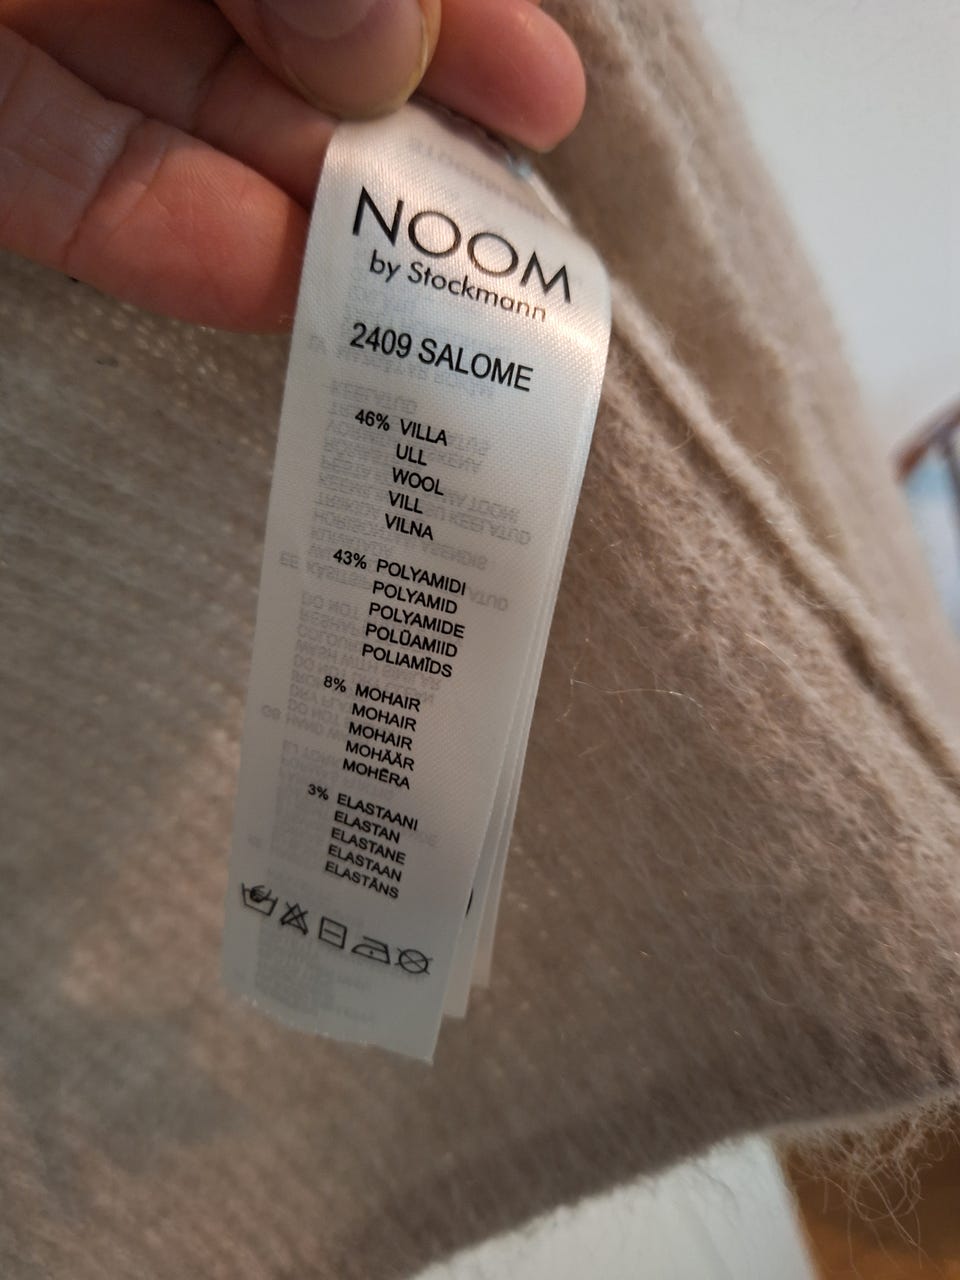 NOOM
by Stockmann
2409 SALOME
46% VILLA
ULL
WOOL
VILL
VILNA
43% POLYAMIDI
POLYAMID
POLYAMIDE
POLÜAMIID
POLIAMĪDS
8% MOHAIR
MOHAIR
MOHAIR
MOHÄÄR
MOHĒRA
3% ELASTAANI
ELASTAN
ELASTANE
ELASTAAN
ELASTĀNS